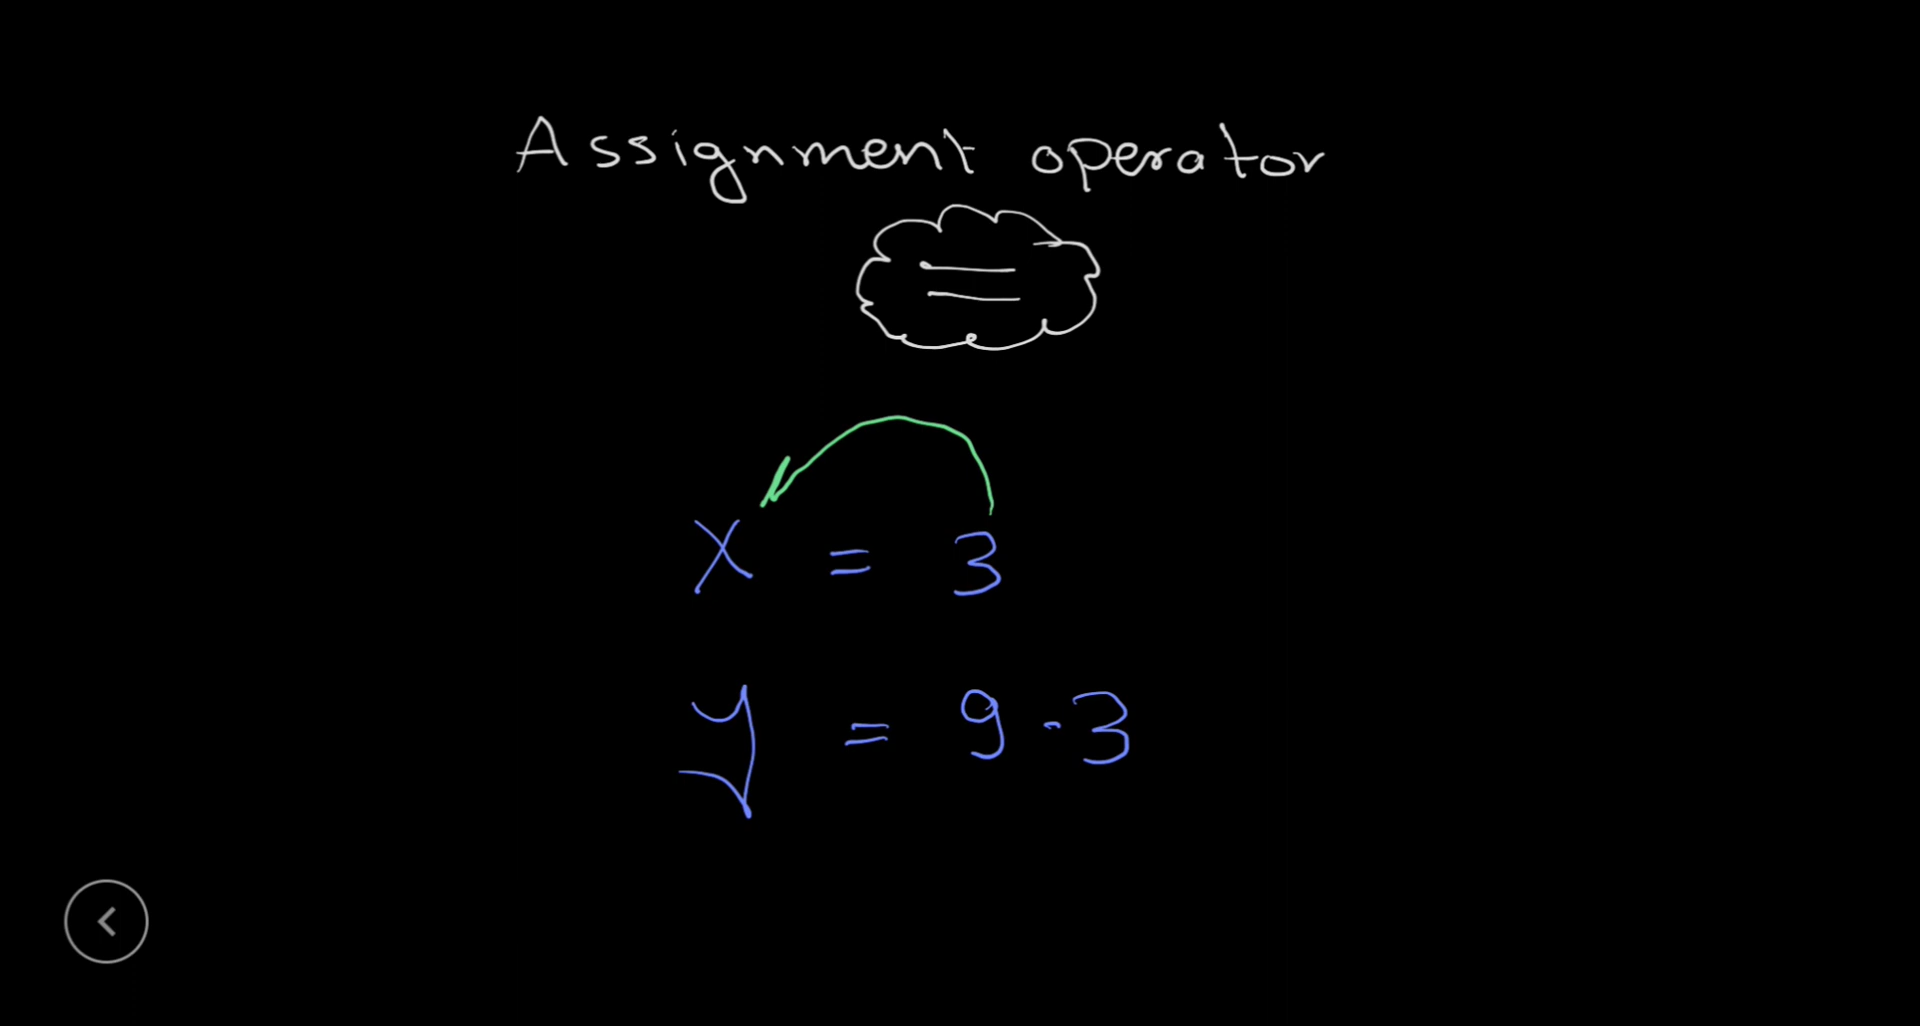 Assignment operator
=
x = 3
y = 9.3